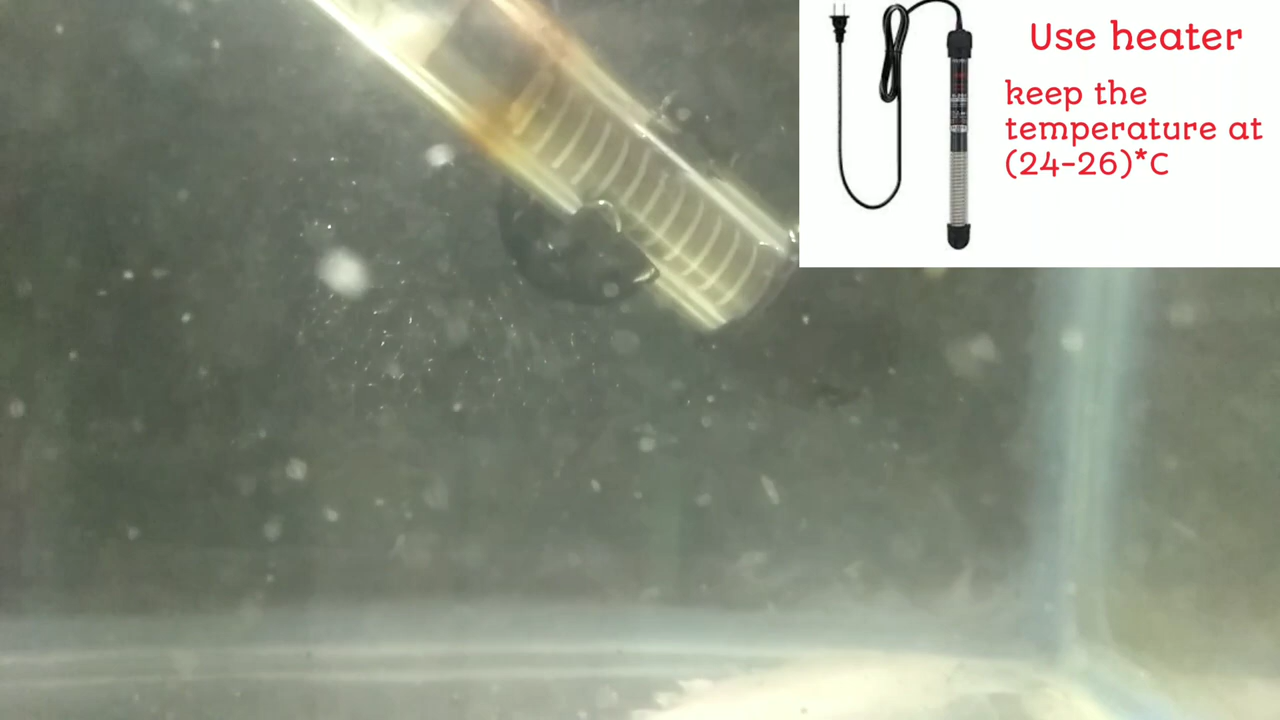 Use heater
keep the
temperature at
(24-26)*C